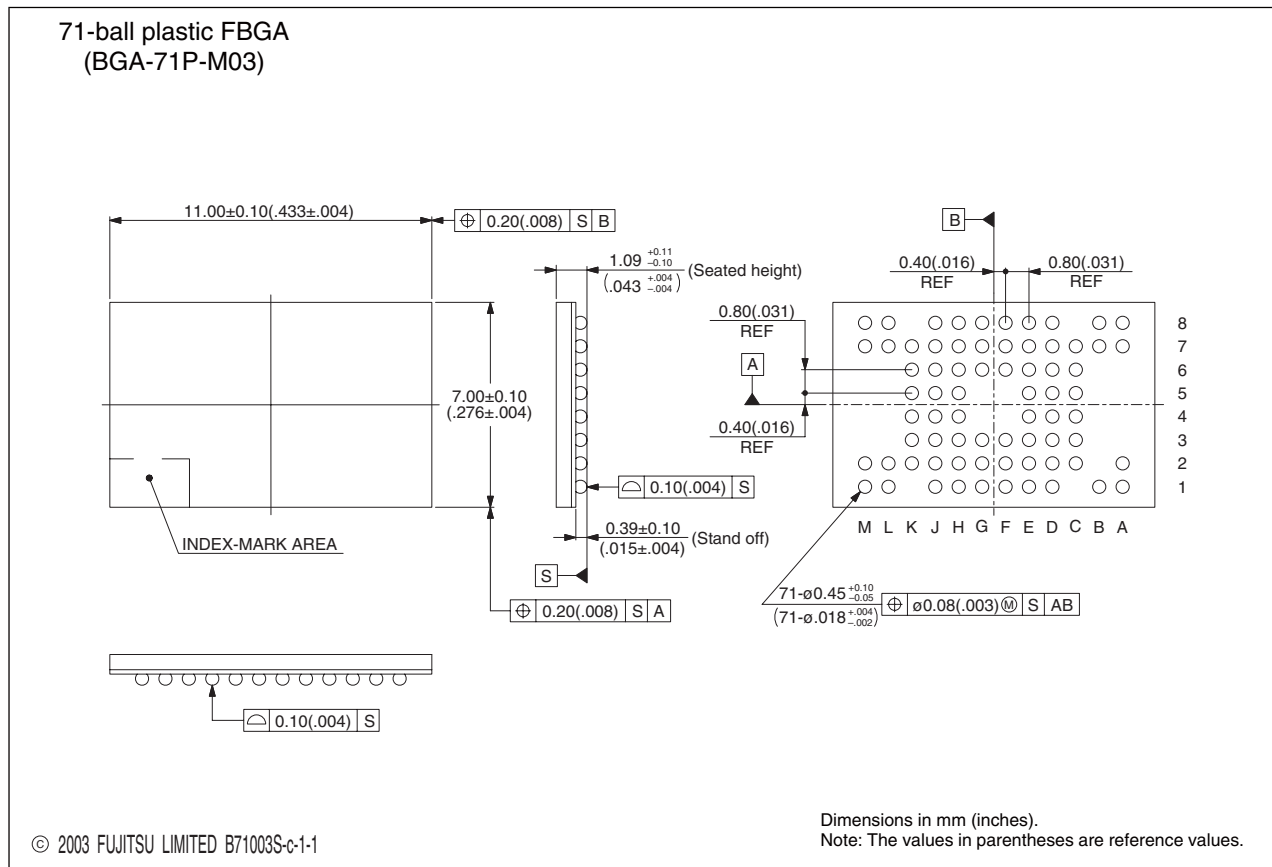 71-ball plastic FBGA
(BGA-71P-M03)
11.00±0.10(.433±.004)
⌖ 0.20(.008) S B
1.09 +0.11 −0.10
(.043 +.004 −.004)
(Seated height)
B
0.40(.016)
REF
0.80(.031)
REF
0.80(.031)
REF
A
0.40(.016)
REF
8
7
6
5
4
3
2
1
M L K J H G F E D C B A
7.00±0.10
(.276±.004)
⌓ 0.10(.004) S
0.39±0.10
(.015±.004)
(Stand off)
INDEX-MARK AREA
S
⌖ 0.20(.008) S A
71-ø0.45 +0.10 −0.05
(71-ø.018 +.004 −.002)
⌖ ø0.08(.003) Ⓜ S AB
⌓ 0.10(.004) S
© 2003 FUJITSU LIMITED B71003S-c-1-1
Dimensions in mm (inches).
Note: The values in parentheses are reference values.